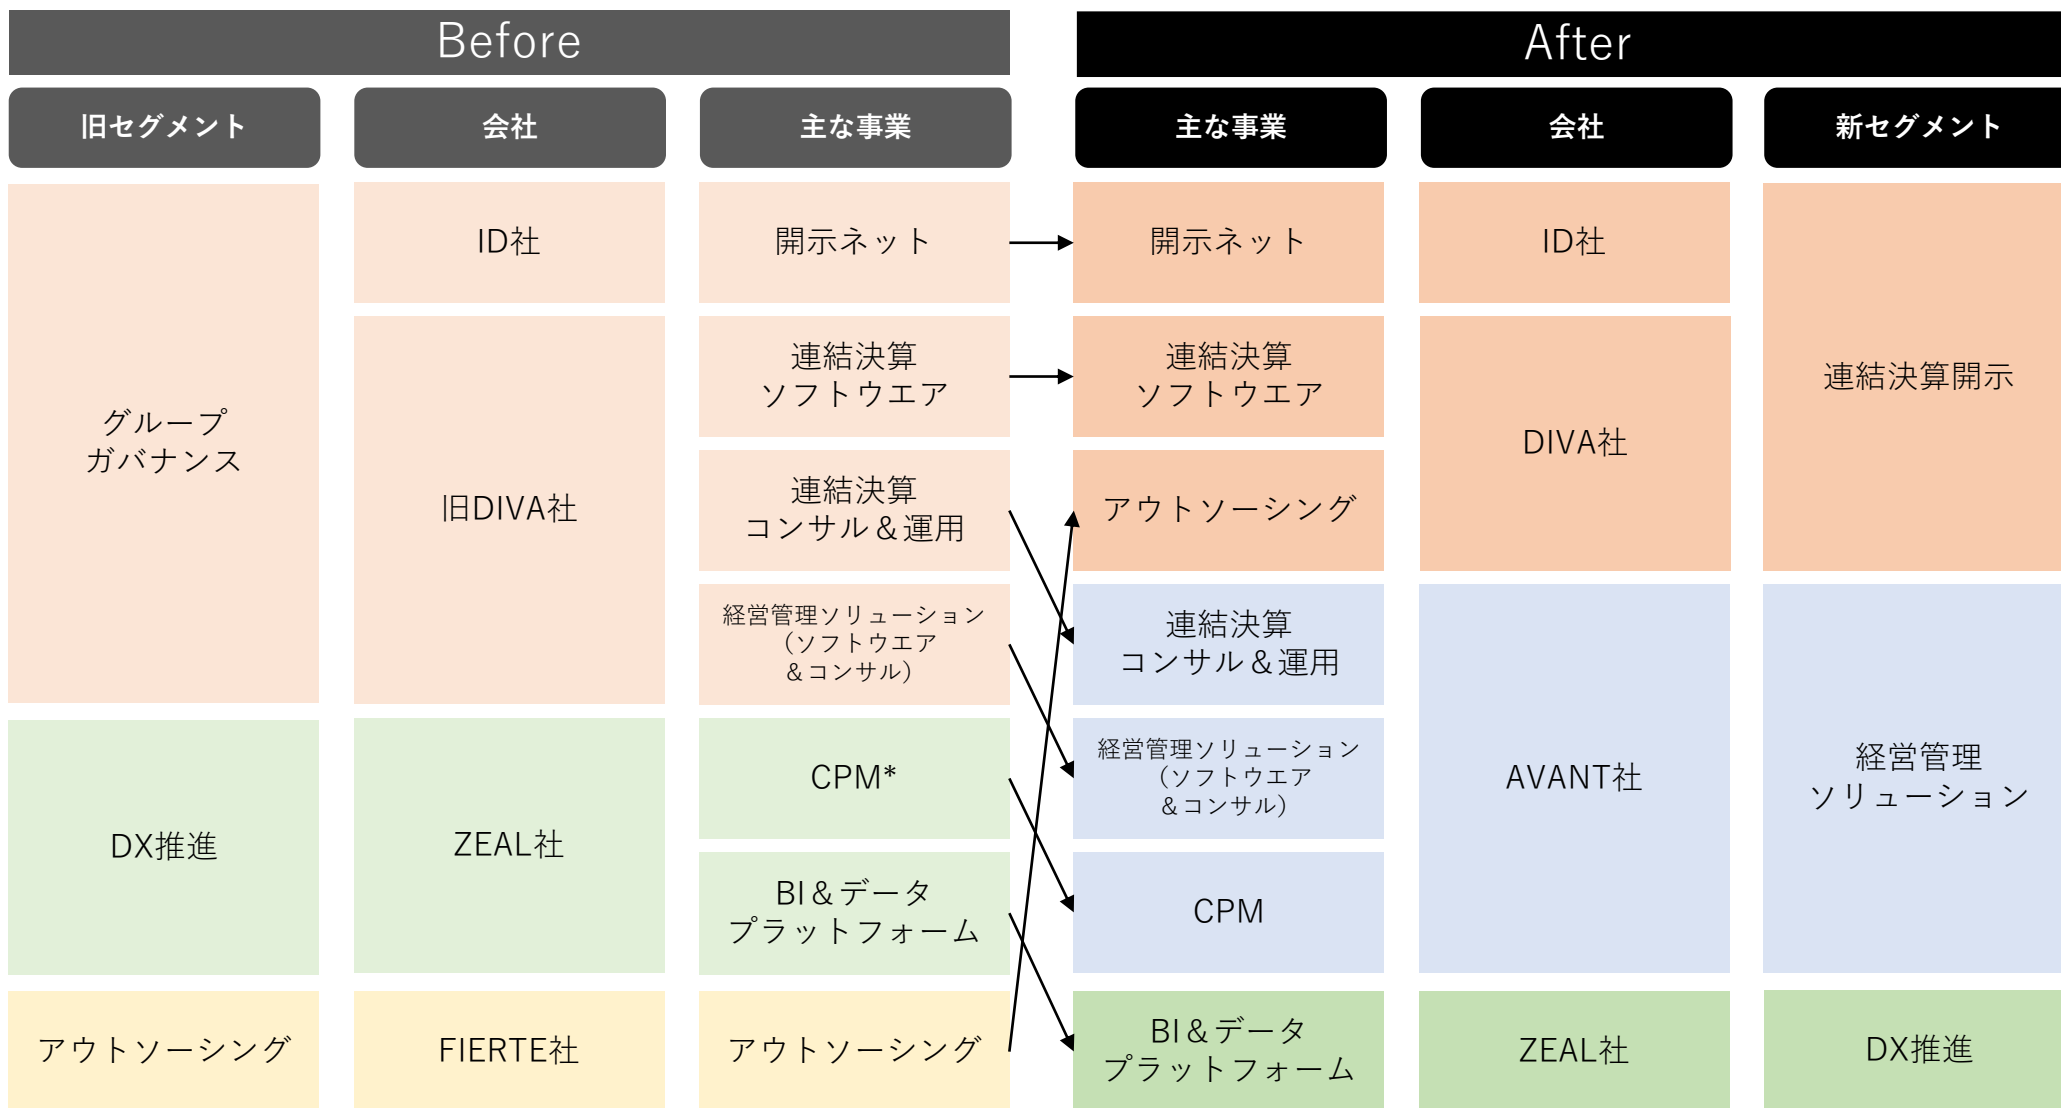 Before
After
旧セグメント
会社
主な事業
主な事業
会社
新セグメント
グループ
ガバナンス
DX推進
アウトソーシング
ID社
旧DIVA社
ZEAL社
FIERTE社
開示ネット
連結決算
ソフトウエア
連結決算
コンサル＆運用
経営管理ソリューション
（ソフトウエア
＆コンサル）
CPM*
BI＆データ
プラットフォーム
アウトソーシング
開示ネット
連結決算
ソフトウエア
アウトソーシング
連結決算
コンサル＆運用
経営管理ソリューション
（ソフトウエア
＆コンサル）
CPM
BI＆データ
プラットフォーム
ID社
DIVA社
AVANT社
ZEAL社
連結決算開示
経営管理
ソリューション
DX推進